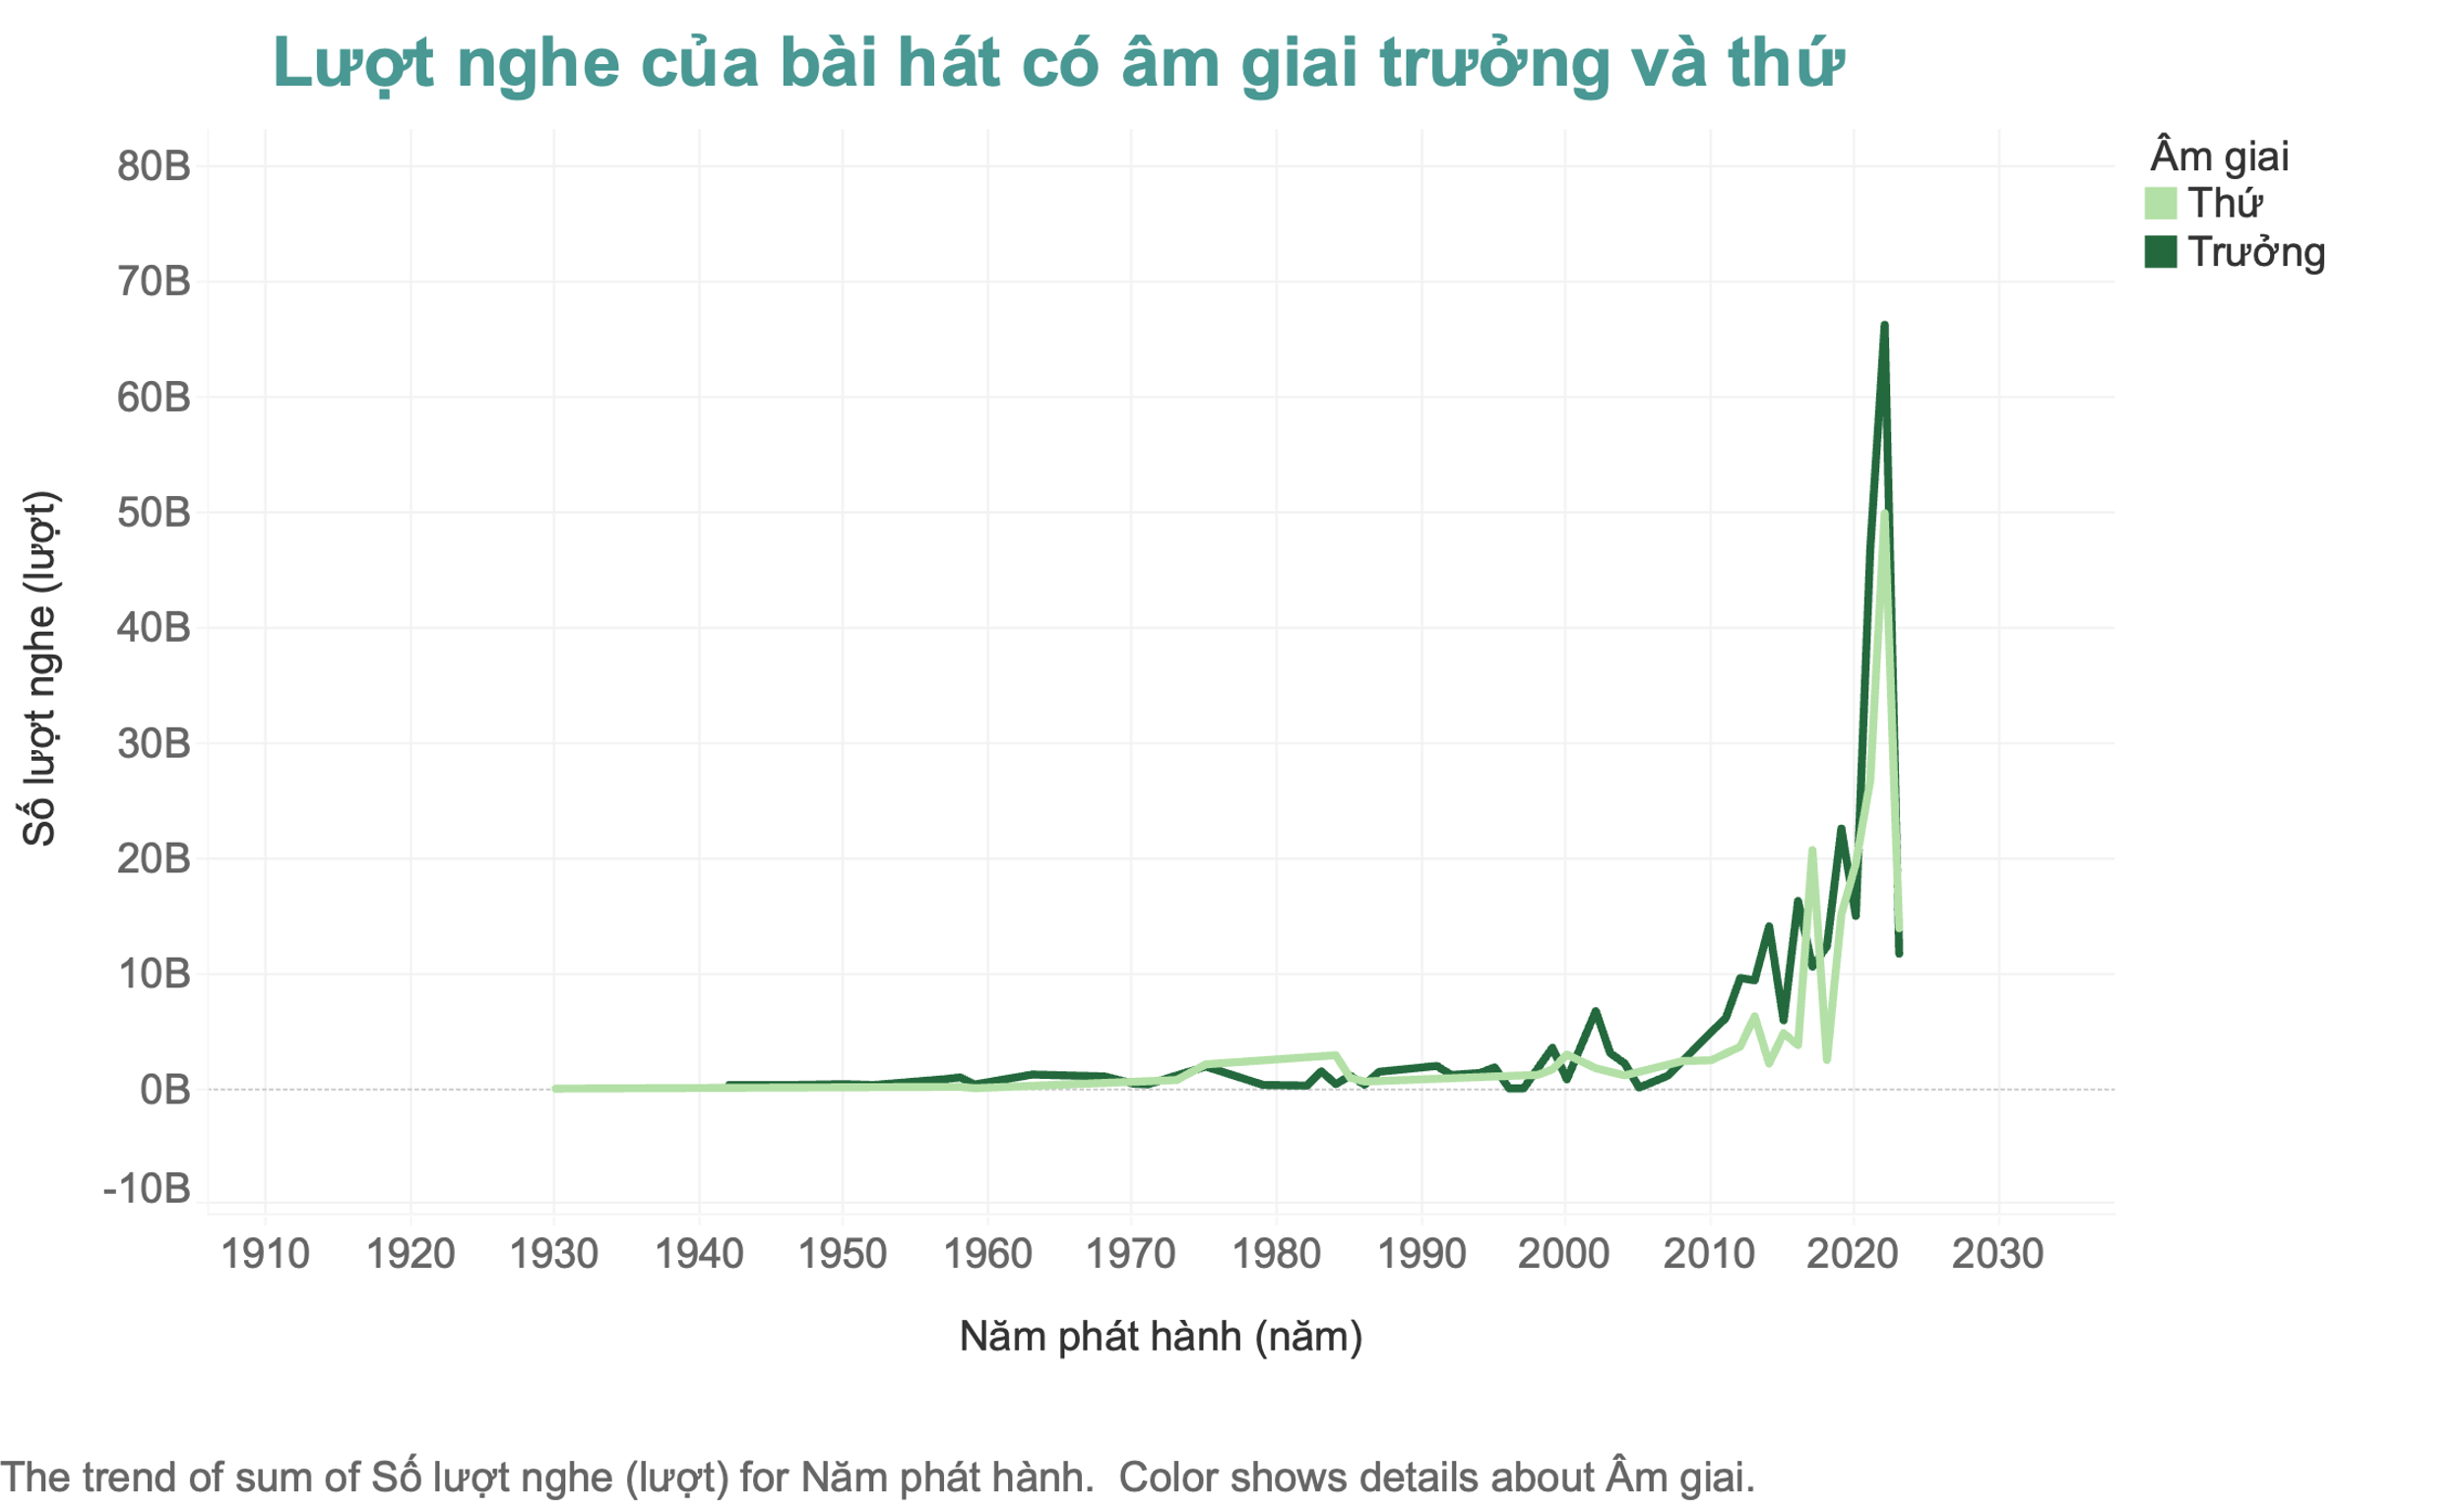 Lượt nghe của bài hát có âm giai trưởng và thứ
Âm giai
Thứ
Trưởng
80B
70B
60B
50B
40B
30B
20B
10B
0B
-10B
Số lượt nghe (lượt)
1910 1920 1930 1940 1950 1960 1970 1980 1990 2000 2010 2020 2030
Năm phát hành (năm)
The trend of sum of Số lượt nghe (lượt) for Năm phát hành.  Color shows details about Âm giai.